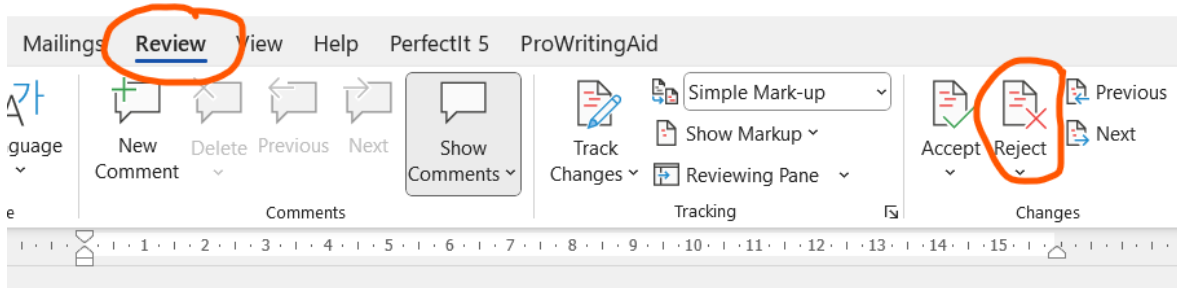 Mailings Review View Help PerfectIt 5 ProWritingAid
가 Simple Mark-up Previous
guage New Delete Previous Next Show Track Show Markup Accept Reject Next
Comment Comments Changes Reviewing Pane
e Comments Tracking Changes
1 2 3 4 5 6 7 8 9 10 11 12 13 14 15